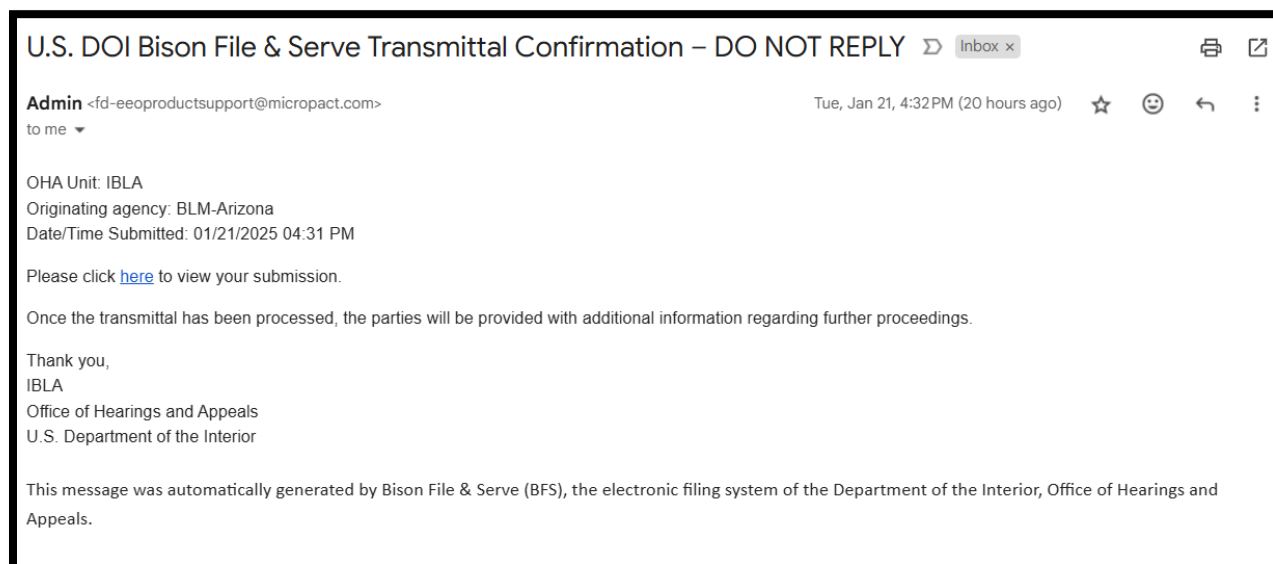 U.S. DOI Bison File & Serve Transmittal Confirmation – DO NOT REPLY Inbox ×
Admin <fd-eeoproductsupport@micropact.com> Tue, Jan 21, 4:32 PM (20 hours ago)
to me
OHA Unit: IBLA
Originating agency: BLM-Arizona
Date/Time Submitted: 01/21/2025 04:31 PM
Please click here to view your submission.
Once the transmittal has been processed, the parties will be provided with additional information regarding further proceedings.
Thank you,
IBLA
Office of Hearings and Appeals
U.S. Department of the Interior
This message was automatically generated by Bison File & Serve (BFS), the electronic filing system of the Department of the Interior, Office of Hearings and
Appeals.